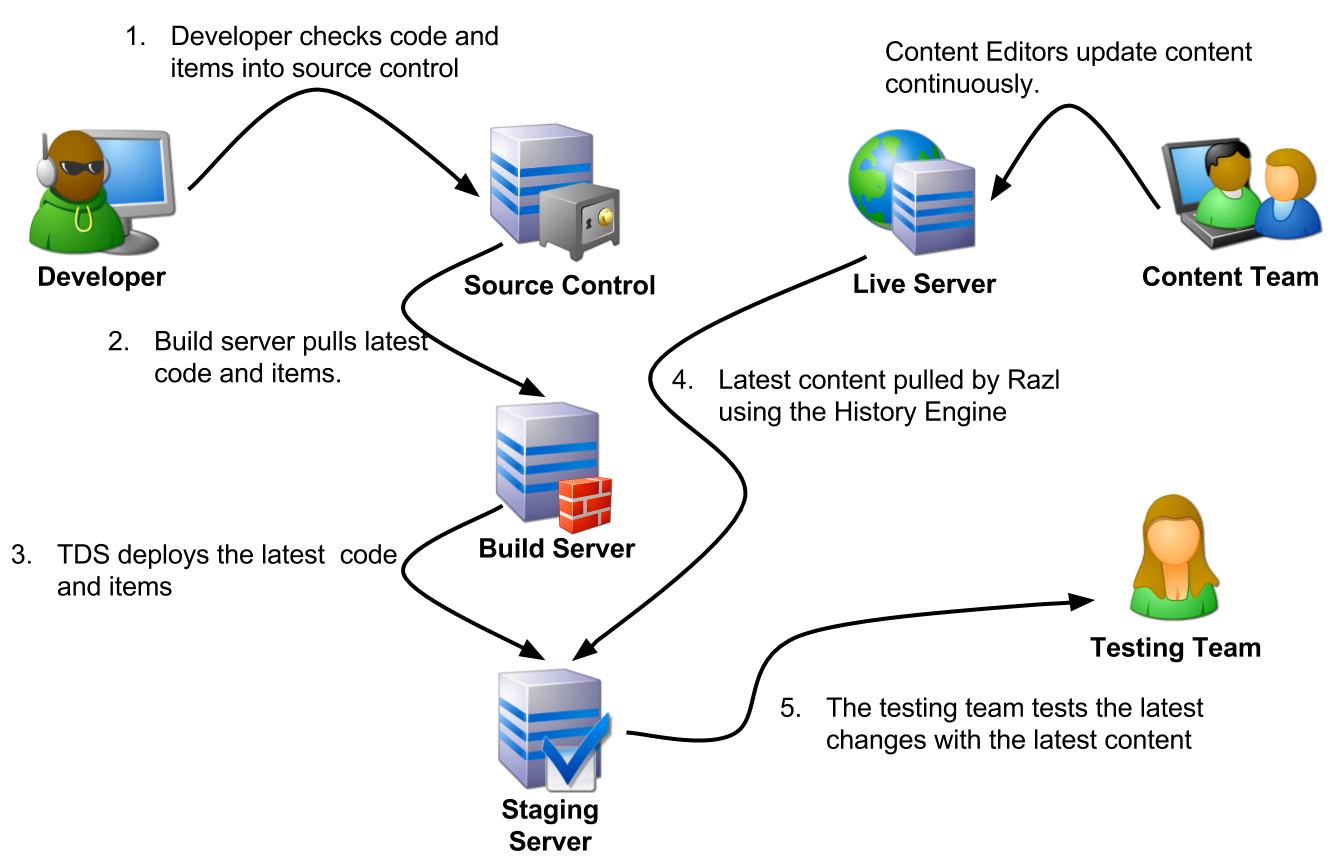 1. Developer checks code and
items into source control
Content Editors update content
continuously.
Developer
Source Control
Live Server
Content Team
2. Build server pulls latest
code and items.
4. Latest content pulled by Razl
using the History Engine
Build Server
3. TDS deploys the latest code
and items
Testing Team
5. The testing team tests the latest
changes with the latest content
Staging
Server